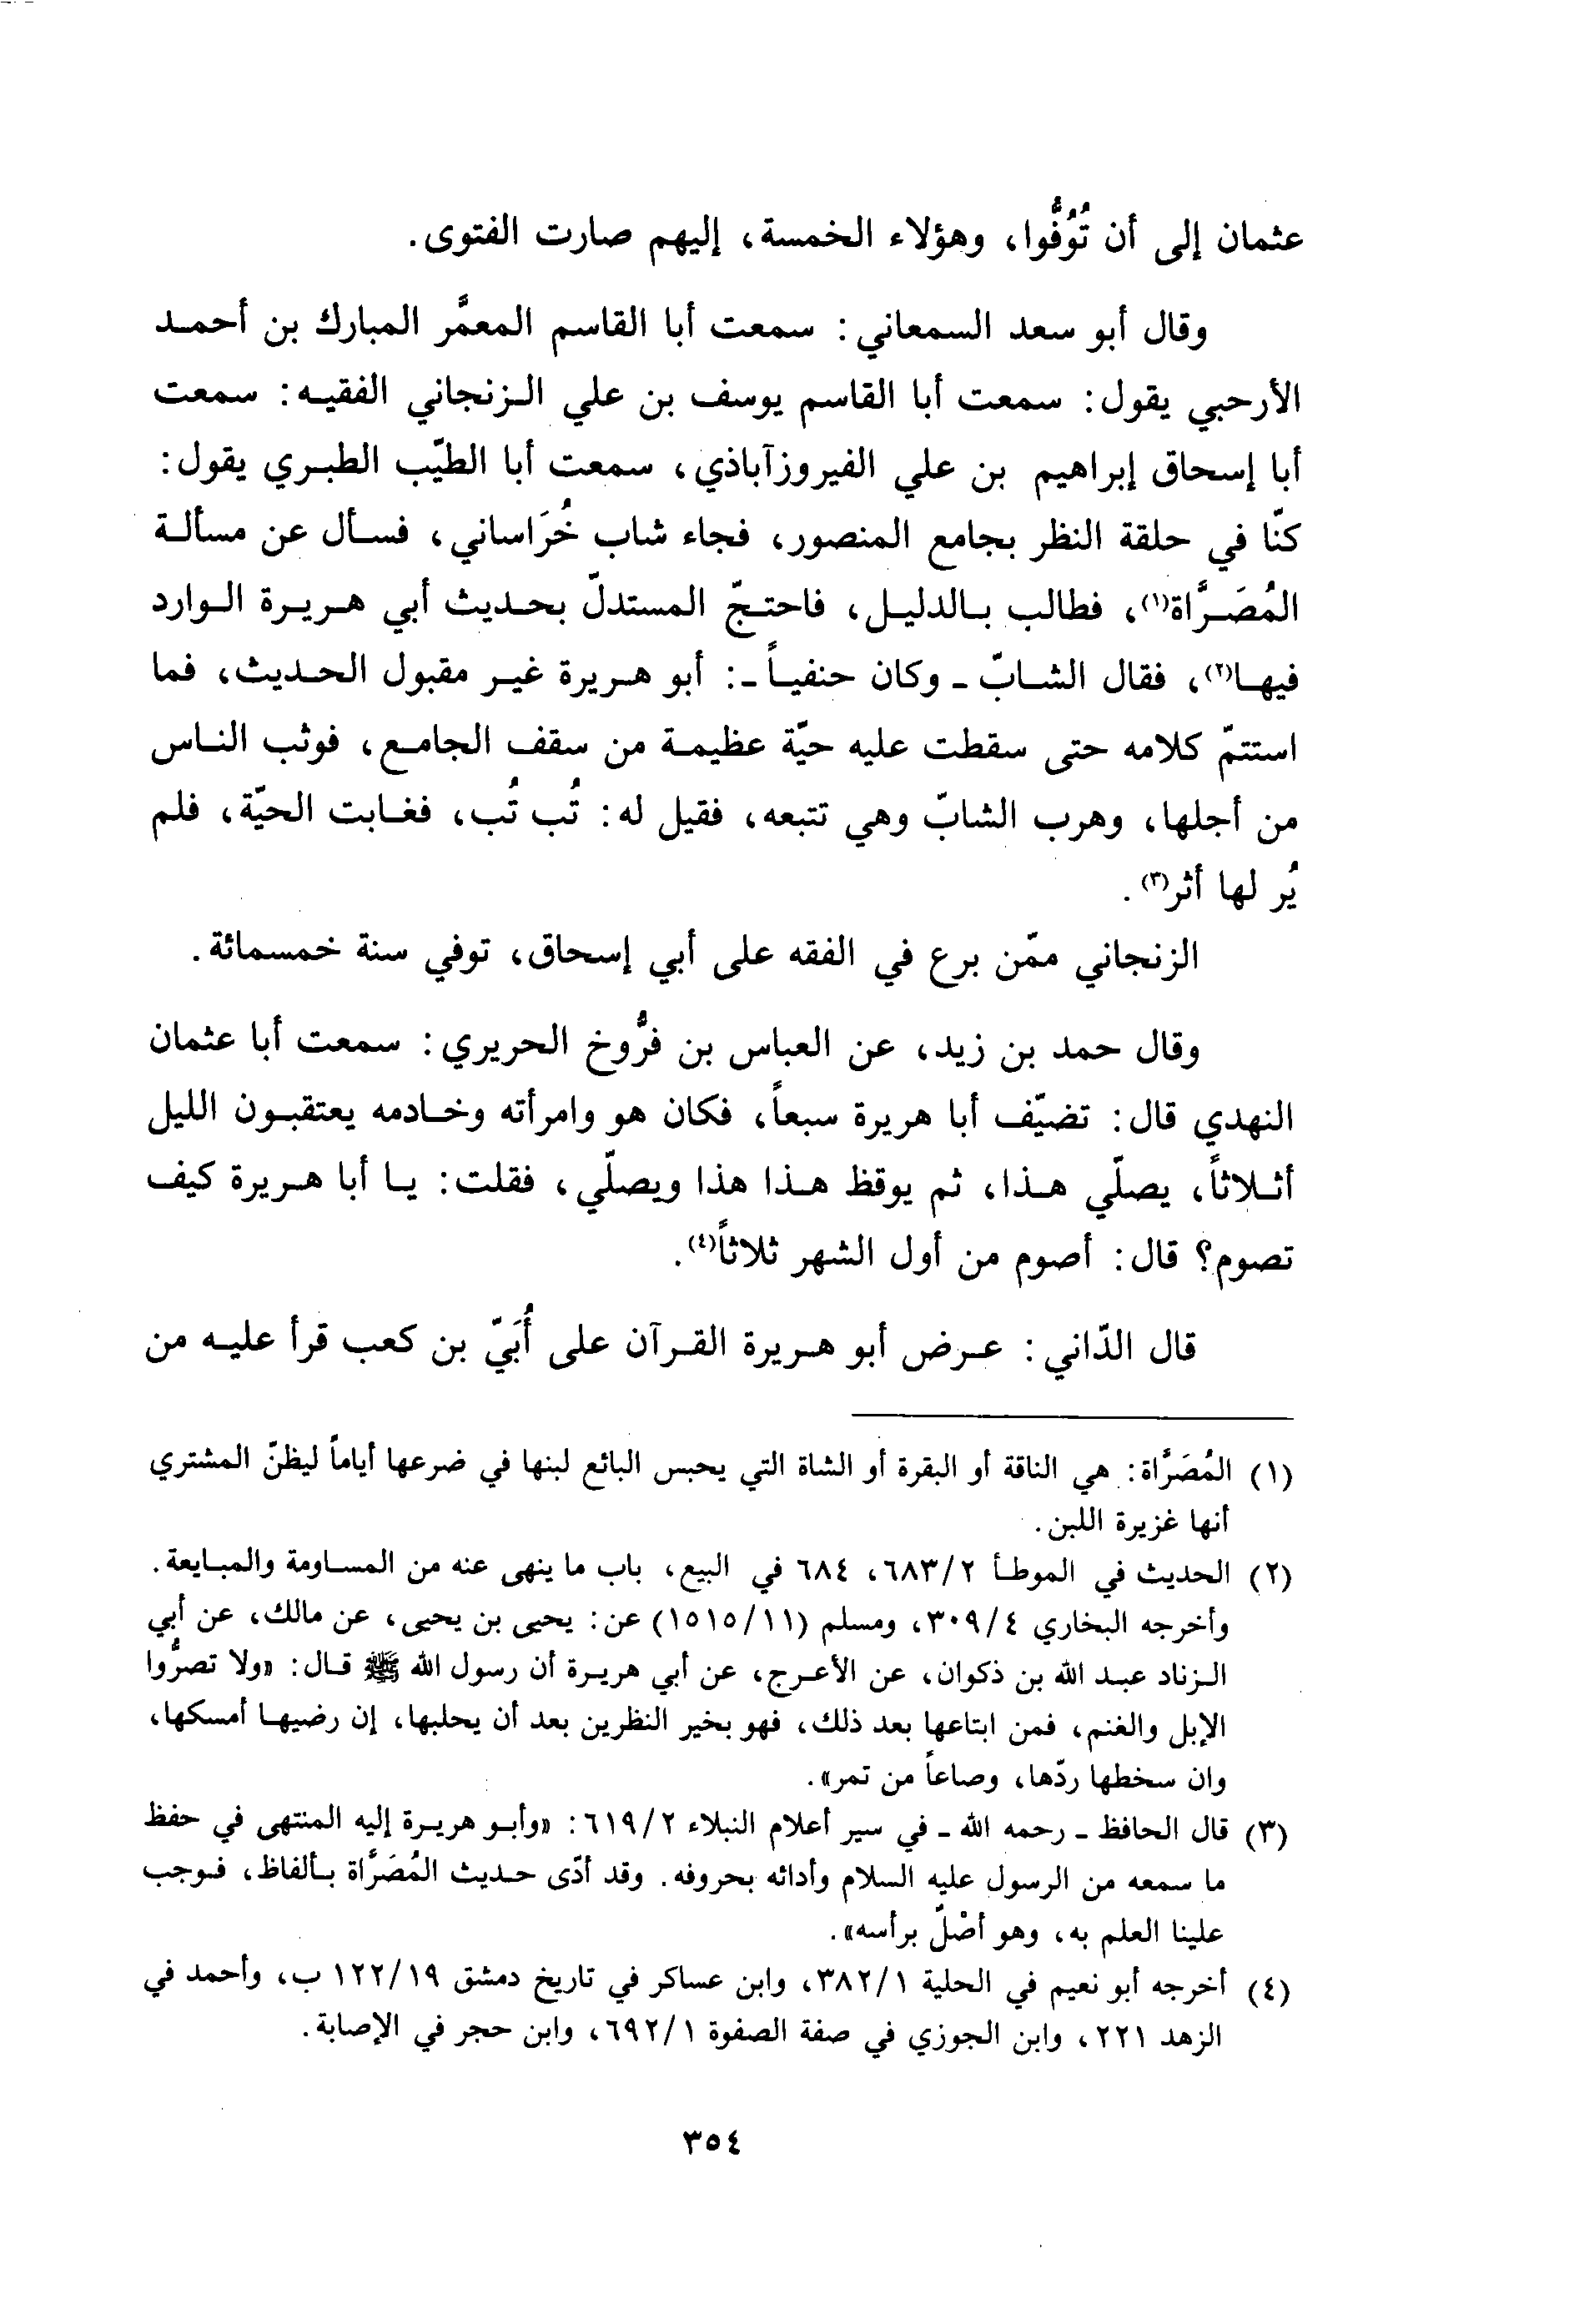 عثمان إلى أن تُوُفُّوا، وهؤلاء الخمسة، إليهم صارت الفتوى.
وقال أبو سعد السمعاني: سمعت أبا القاسم المعمَّر المبارك بن أحمد
الأرحبي يقول: سمعت أبا القاسم يوسف بن علي الزنجاني الفقيه: سمعت
أبا إسحاق إبراهيم بن علي الفيروزآباذي، سمعت أبا الطيّب الطبري يقول:
كنّا في حلقة النظر بجامع المنصور، فجاء شاب خُرَاساني، فسأل عن مسألة
المُصَرَّاة(١)، فطالب بالدليل، فاحتجّ المستدلّ بحديث أبي هريرة الوارد
فيها(٢)، فقال الشابّ - وكان حنفياً -: أبو هريرة غير مقبول الحديث، فما
استتمّ كلامه حتى سقطت عليه حيّة عظيمة من سقف الجامع، فوثب الناس
من أجلها، وهرب الشابّ وهي تتبعه، فقيل له: تُب تُب، فغابت الحيّة، فلم
يُر لها أثر(٣).
الزنجاني ممّن برع في الفقه على أبي إسحاق، توفي سنة خمسمائة.
وقال حمد بن زيد، عن العباس بن فرُّوخ الحريري: سمعت أبا عثمان
النهدي قال: تضيّف أبا هريرة سبعاً، فكان هو وامرأته وخادمه يعتقبون الليل
أثلاثاً، يصلّي هذا، ثم يوقظ هذا هذا ويصلّي، فقلت: يا أبا هريرة كيف
تصوم؟ قال: أصوم من أول الشهر ثلاثاً(٤).
قال الدّاني: عرض أبو هريرة القرآن على أُبَيّ بن كعب قرأ عليه من
(١) المُصَرَّاة: هي الناقة أو البقرة أو الشاة التي يحبس البائع لبنها في ضرعها أياماً ليظنّ المشتري
أنها غزيرة اللبن.
(٢) الحديث في الموطأ ٢/٦٨٣، ٦٨٤ في البيع، باب ما ينهى عنه من المساومة والمبايعة.
وأخرجه البخاري ٤/٣٠٩، ومسلم (١١/١٥١٥) عن: يحيى بن يحيى، عن مالك، عن أبي
الزناد عبد الله بن ذكوان، عن الأعرج، عن أبي هريرة أن رسول الله ﷺ قال: «ولا تصرُّوا
الإبل والغنم، فمن ابتاعها بعد ذلك، فهو بخير النظرين بعد أن يحلبها، إن رضيها أمسكها،
وان سخطها ردّها، وصاعاً من تمر».
(٣) قال الحافظ - رحمه الله - في سير أعلام النبلاء ٢/٦١٩: «وأبو هريرة إليه المنتهى في حفظ
ما سمعه من الرسول عليه السلام وأدائه بحروفه. وقد أدّى حديث المُصَرَّاة بألفاظ، فوجب
علينا العلم به، وهو أصْلٌ برأسه».
(٤) أخرجه أبو نعيم في الحلية ١/٣٨٢، وابن عساكر في تاريخ دمشق ١٩/١٢٢ ب، وأحمد في
الزهد ٢٢١، وابن الجوزي في صفة الصفوة ١/٦٩٢، وابن حجر في الإصابة.
٣٥٤